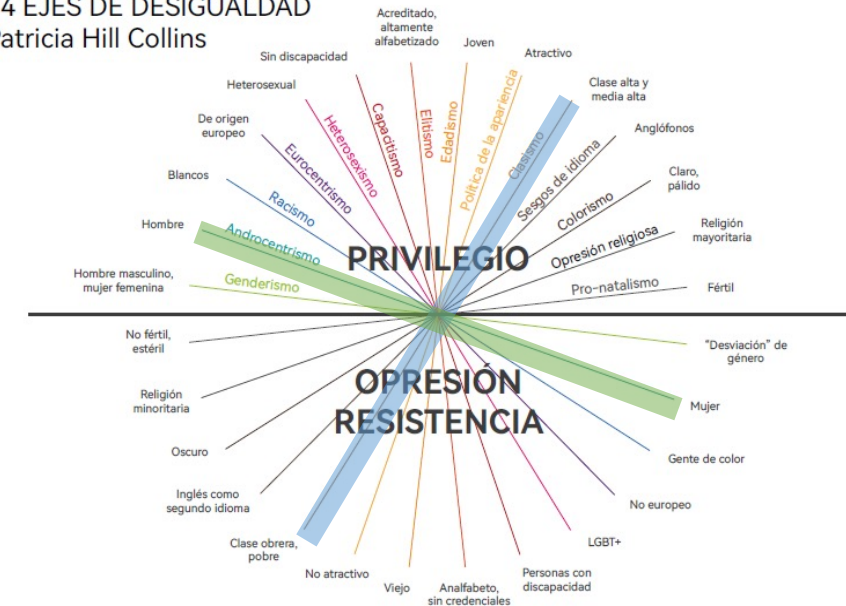 4 EJES DE DESIGUALDAD
atricia Hill Collins
Acreditado,
altamente
alfabetizado
Joven
Sin discapacidad
Atractivo
Heterosexual
Clase alta y
media alta
De origen
europeo
Anglófonos
Blancos
Claro,
pálido
Hombre
Religión
mayoritaria
Hombre masculino,
mujer femenina
Fértil
Genderismo
Androcentrismo
Racismo
Eurocentrismo
Heterosexismo
Capacitismo
Elitismo
Edadismo
Política de la apariencia
Clasismo
Sesgos de idioma
Colorismo
Opresión religiosa
Pro-natalismo
PRIVILEGIO
OPRESIÓN
RESISTENCIA
No fértil,
estéril
"Desviación" de
género
Religión
minoritaria
Mujer
Oscuro
Gente de color
Inglés como
segundo idioma
No europeo
Clase obrera,
pobre
LGBT+
No atractivo
Personas con
discapacidad
Viejo
Analfabeto,
sin credenciales